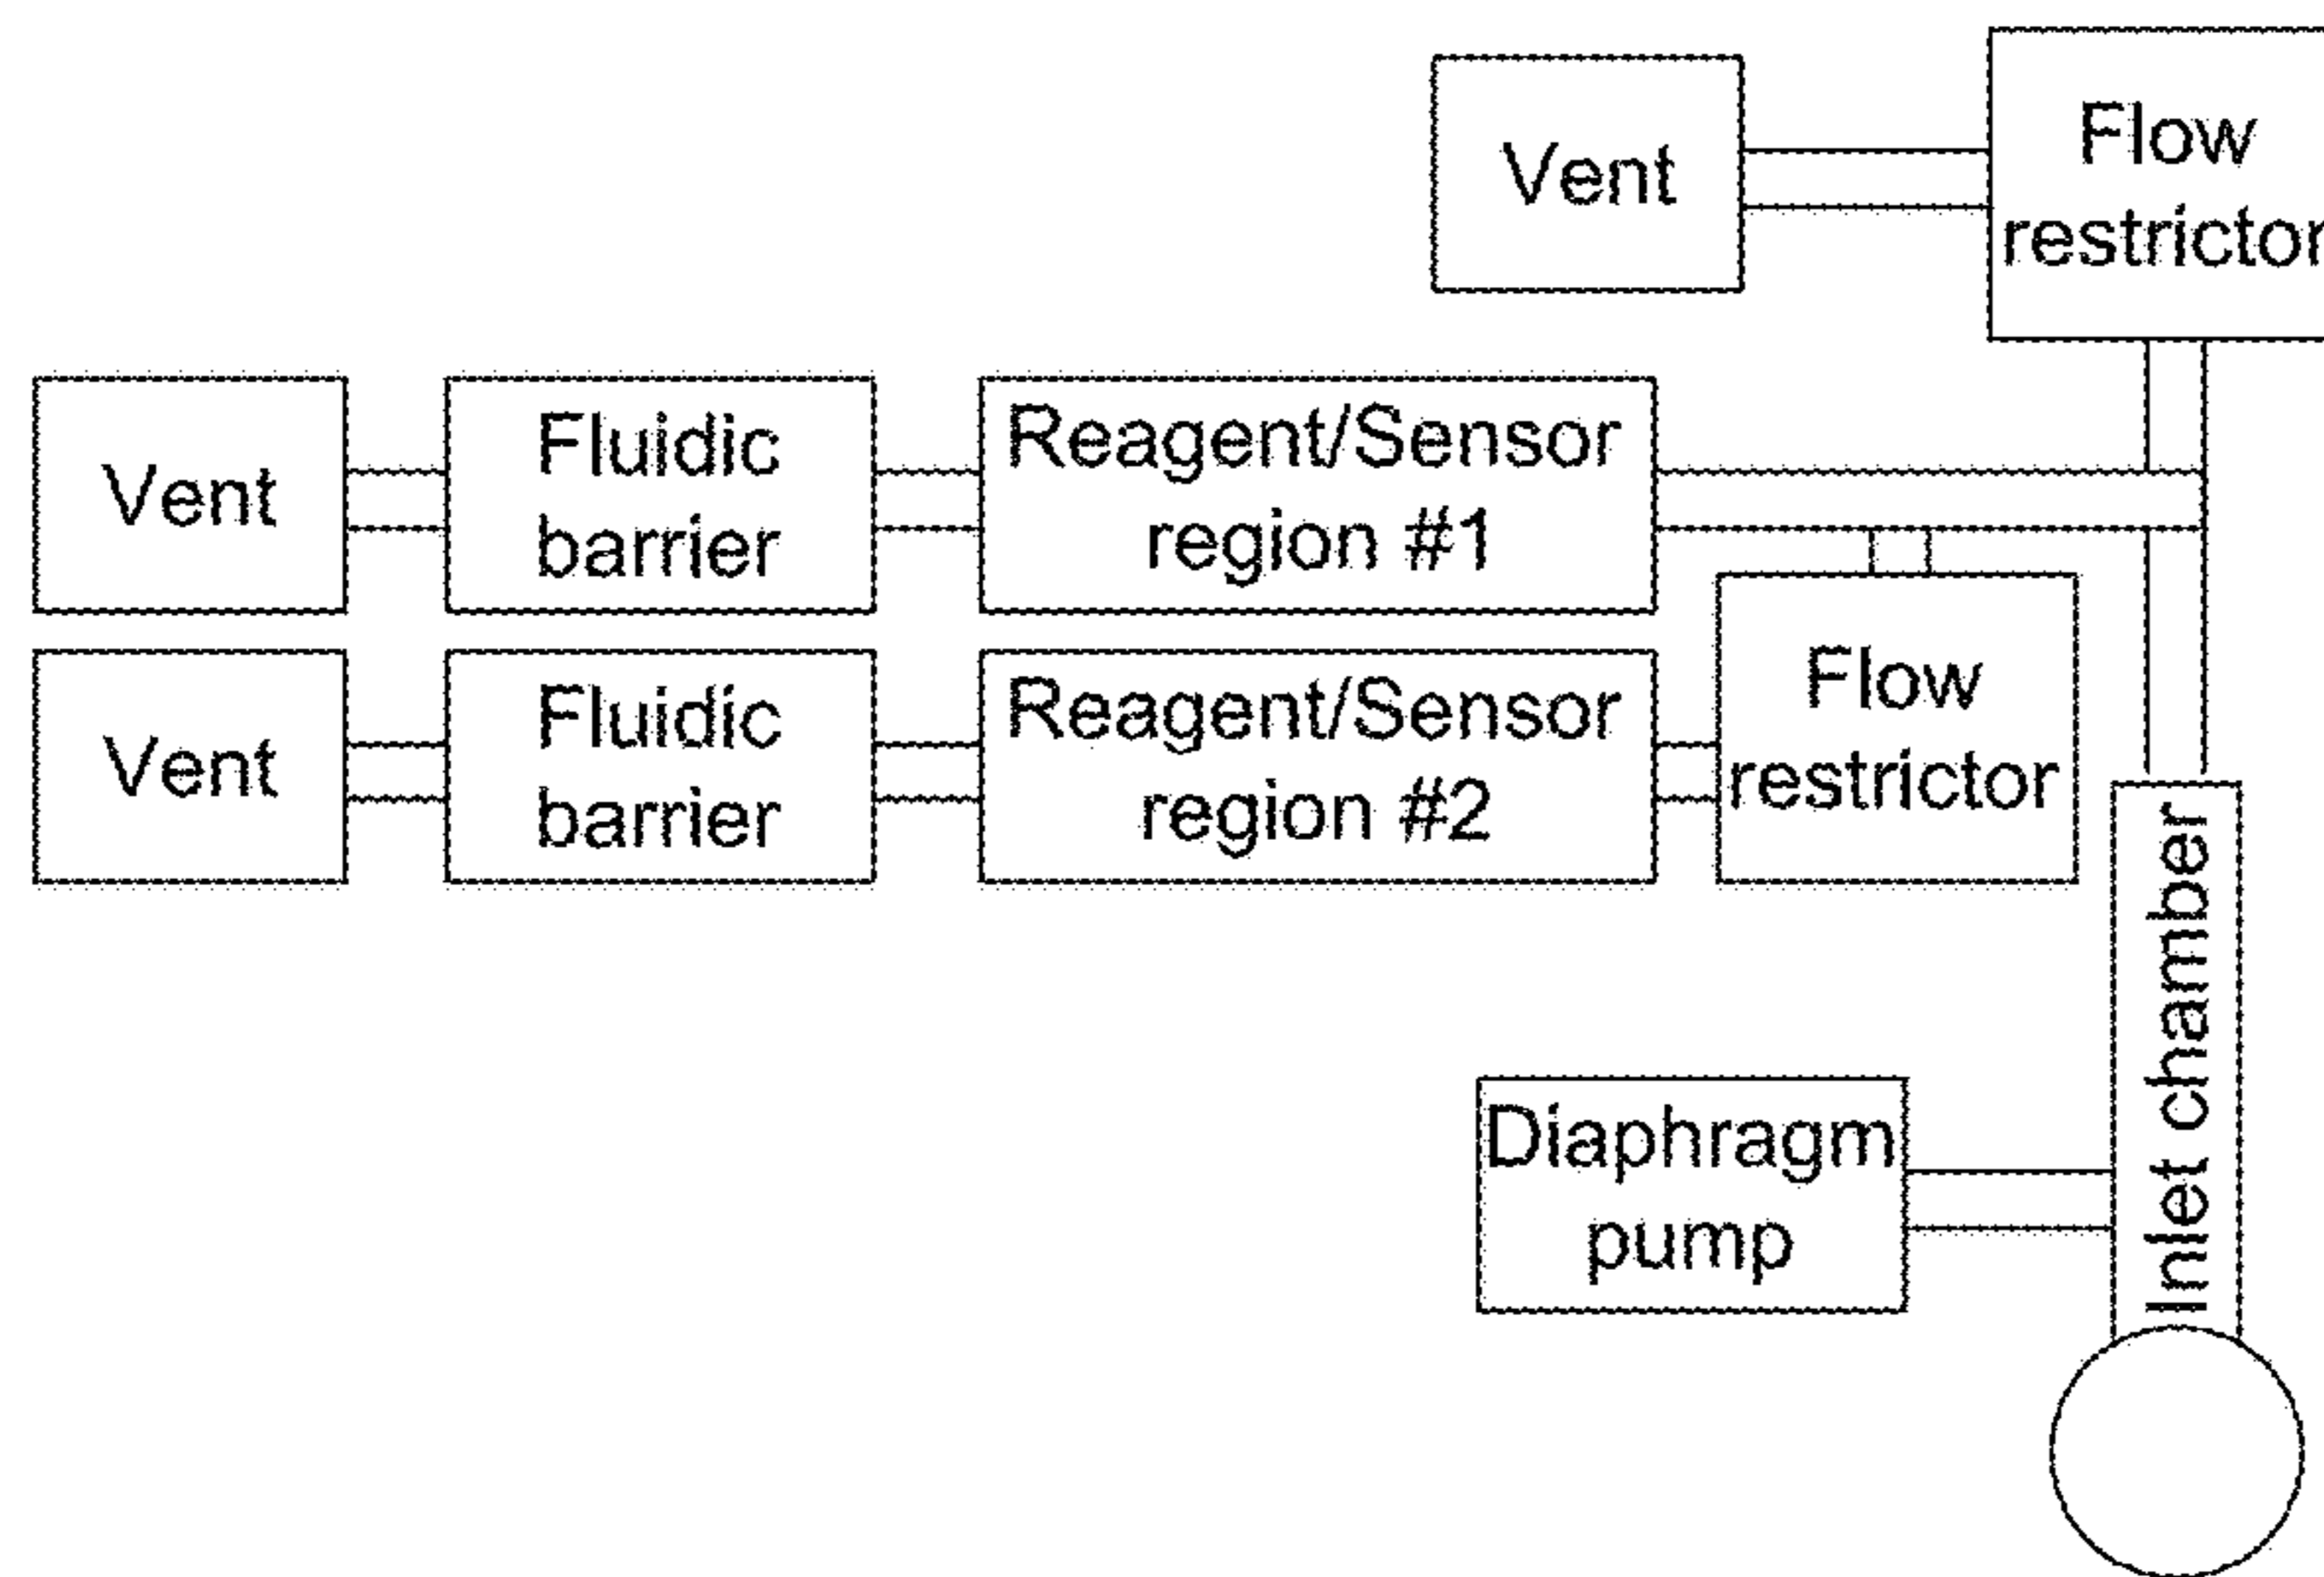 Vent
Flow
restrictor
Vent
Fluidic
barrier
Reagent/Sensor
region #1
Vent
Fluidic
barrier
Reagent/Sensor
region #2
Flow
restrictor
Inlet chamber
Diaphragm
pump